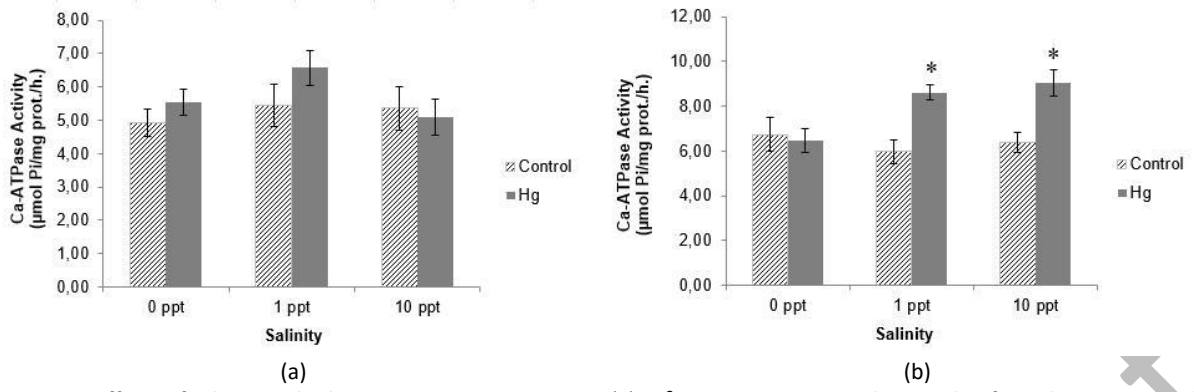 8,00
7,00
6,00
5,00
4,00
3,00
2,00
1,00
0,00
Ca-ATPase Activity
(µmol Pi/mg prot./h.)
0 ppt
1 ppt
10 ppt
Salinity
Control
Hg
(a)
12,00
10,00
8,00
6,00
4,00
2,00
0,00
Ca-ATPase Activity
(µmol Pi/mg prot./h.)
*
*
0 ppt
1 ppt
10 ppt
Salinity
Control
Hg
(b)